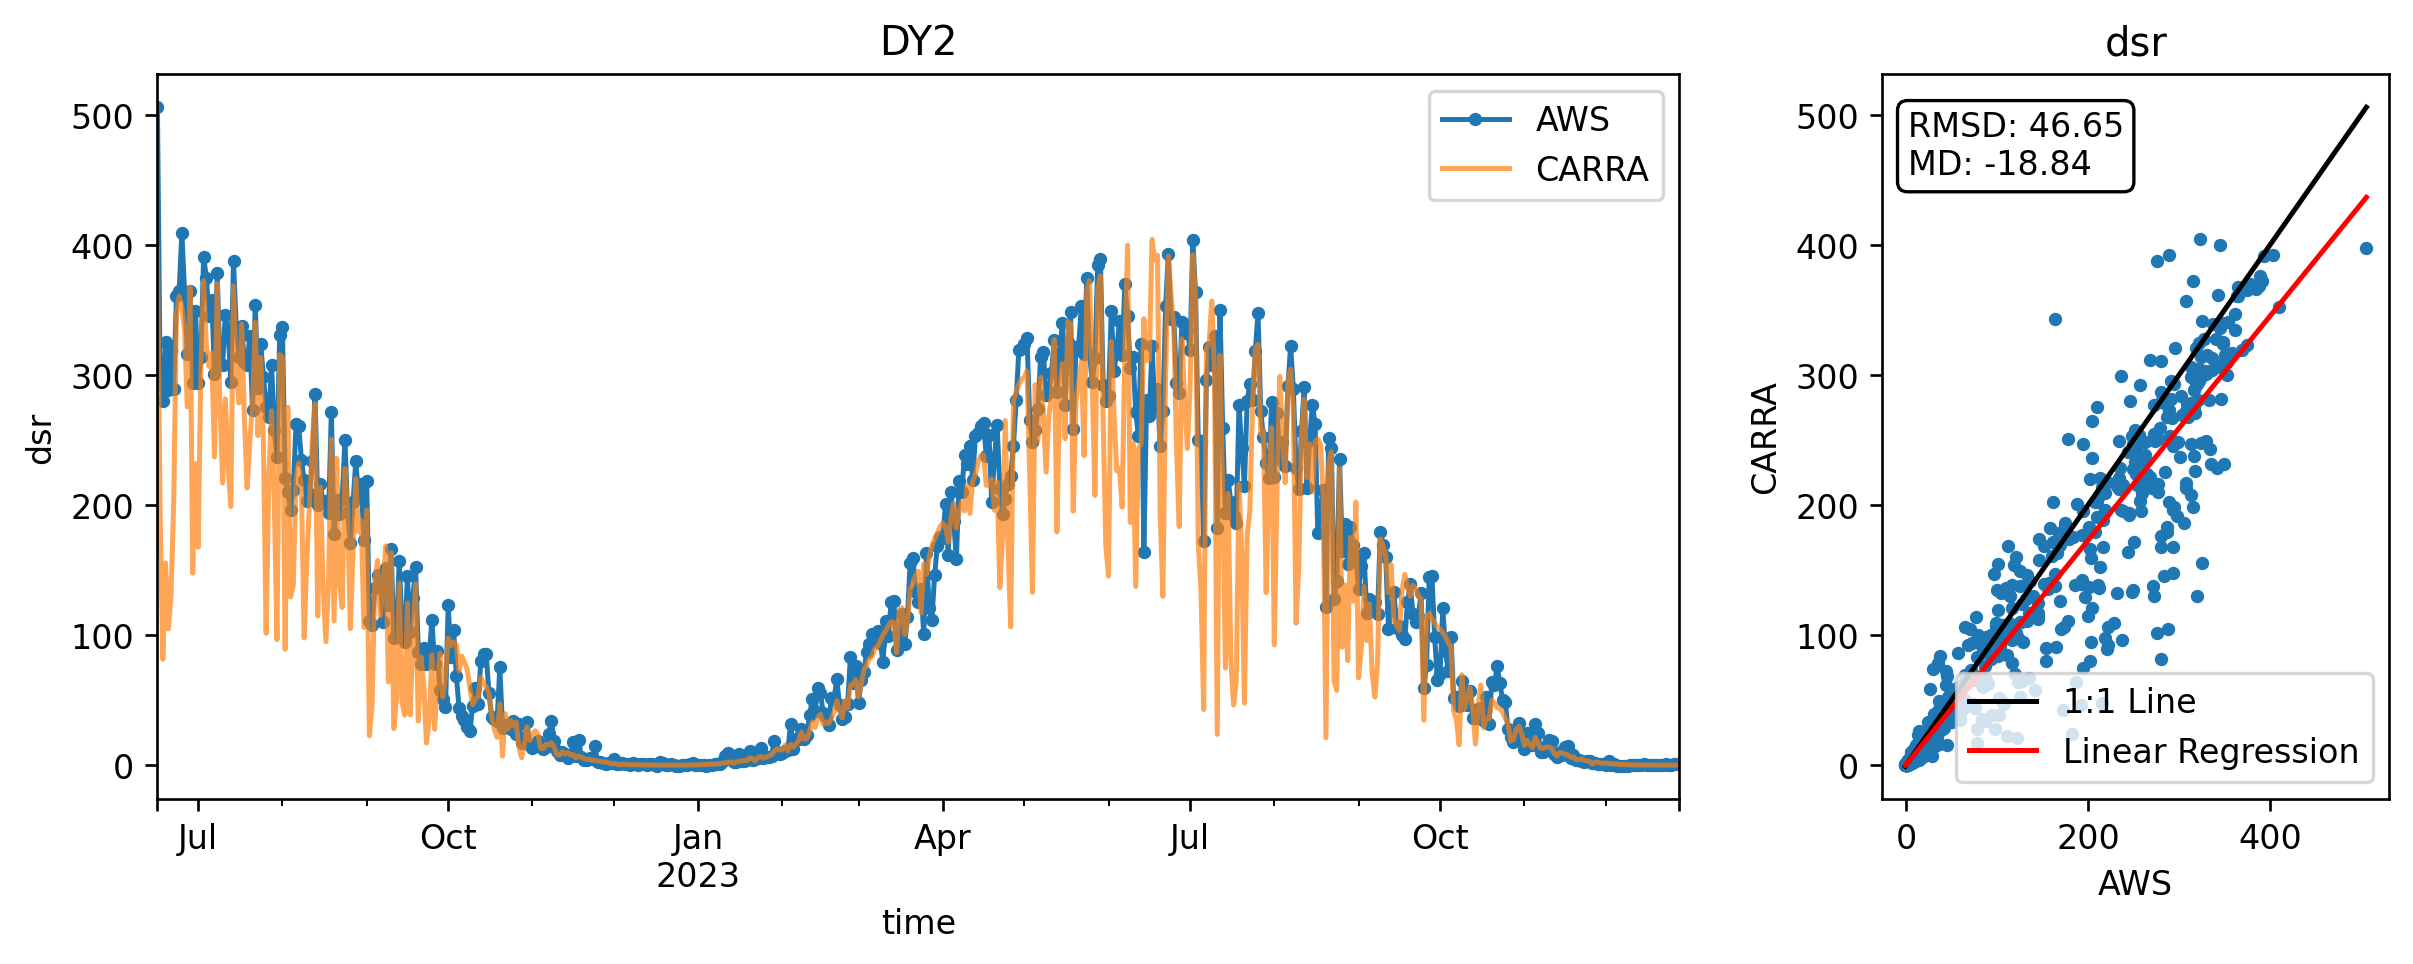 DY2
dsr
500
400
300
200
100
0
AWS
CARRA
Jul
Oct
Jan
2023
Apr
Jul
Oct
time
dsr
CARRA
500
400
300
200
100
0
RMSD: 46.65
MD: -18.84
1:1 Line
Linear Regression
0
200
400
AWS